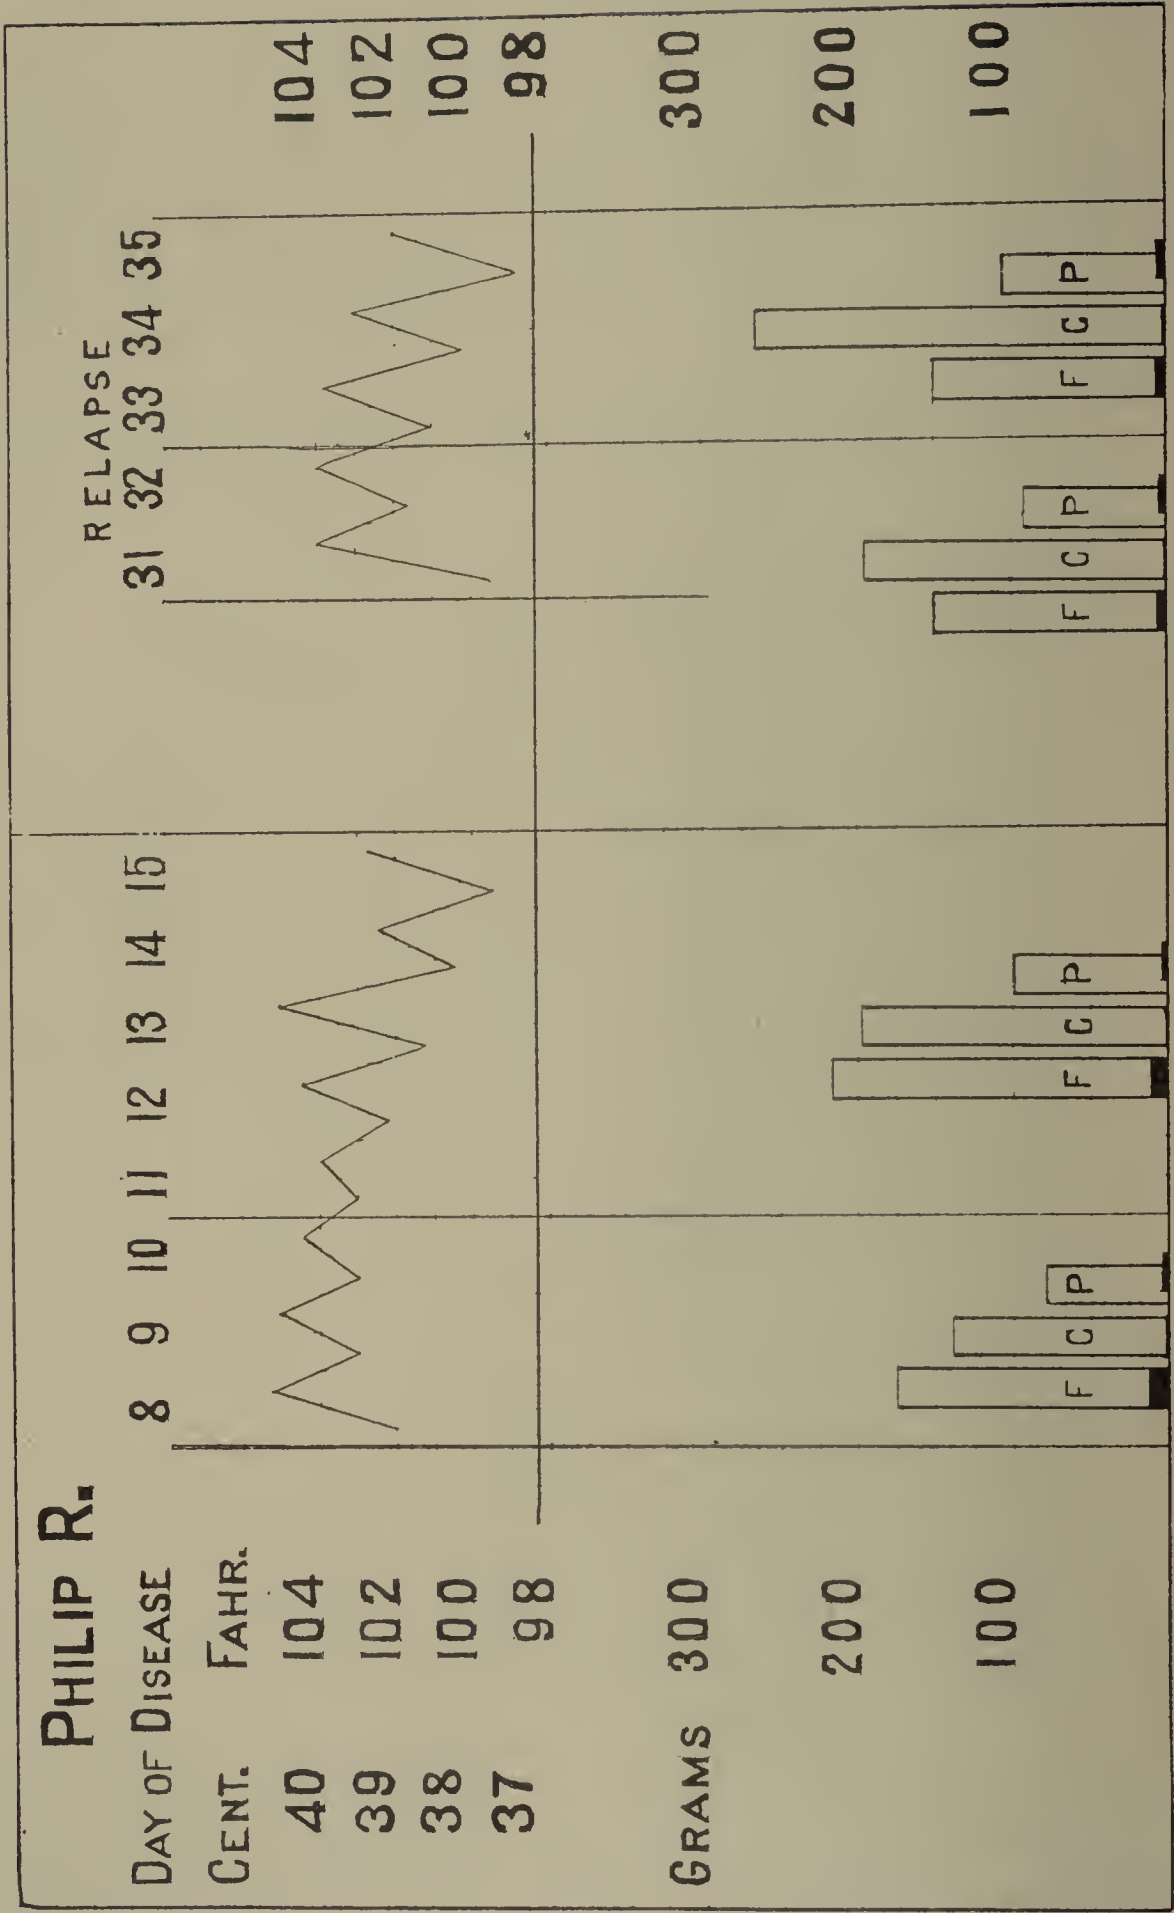 PHILIP R.
RELAPSE
DAY OF DISEASE 8 9 10 11 12 13 14 15 31 32 33 34 35
CENT. FAHR.
40 104 104
39 102 102
38 100 100
37 98 98
GRAMS 300 300
200 200
100 100
F C P F C P F C P F C P